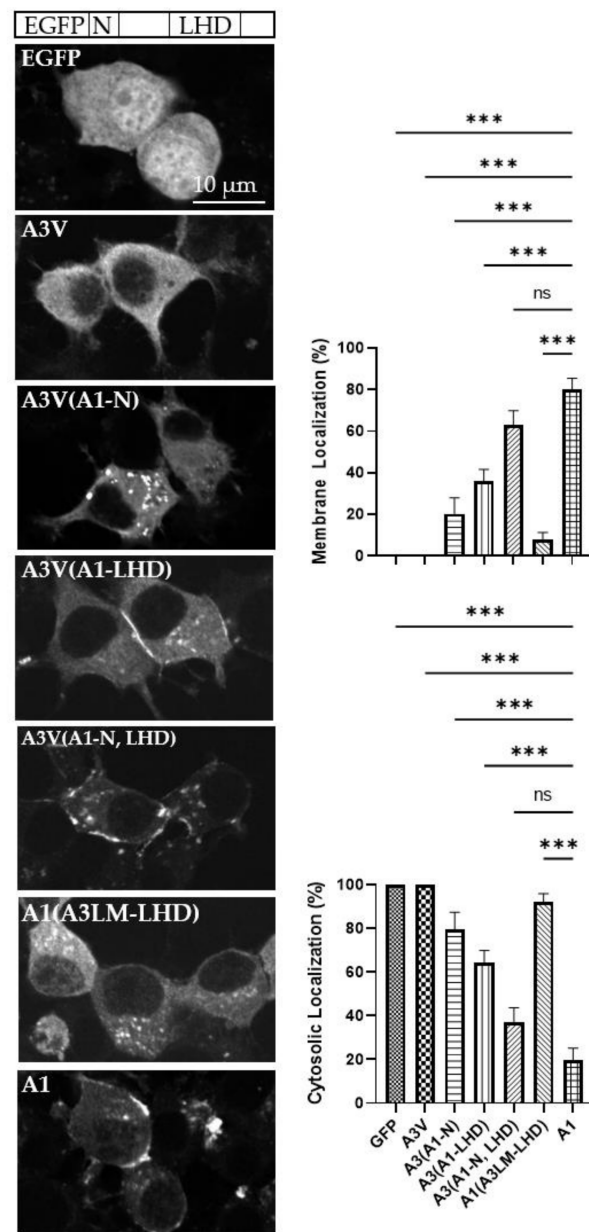 EGFP N LHD
EGFP
10 µm
A3V
A3V(A1-N)
A3V(A1-LHD)
A3V(A1-N, LHD)
A1(A3LM-LHD)
A1
***
***
***
***
ns
***
Membrane Localization (%)
100
80
60
40
20
0
***
***
***
***
ns
***
Cytosolic Localization (%)
100
80
60
40
20
0
GFP
A3V
A3(A1-N)
A3(A1-LHD)
A3(A1-N, LHD)
A1(A3LM-LHD)
A1